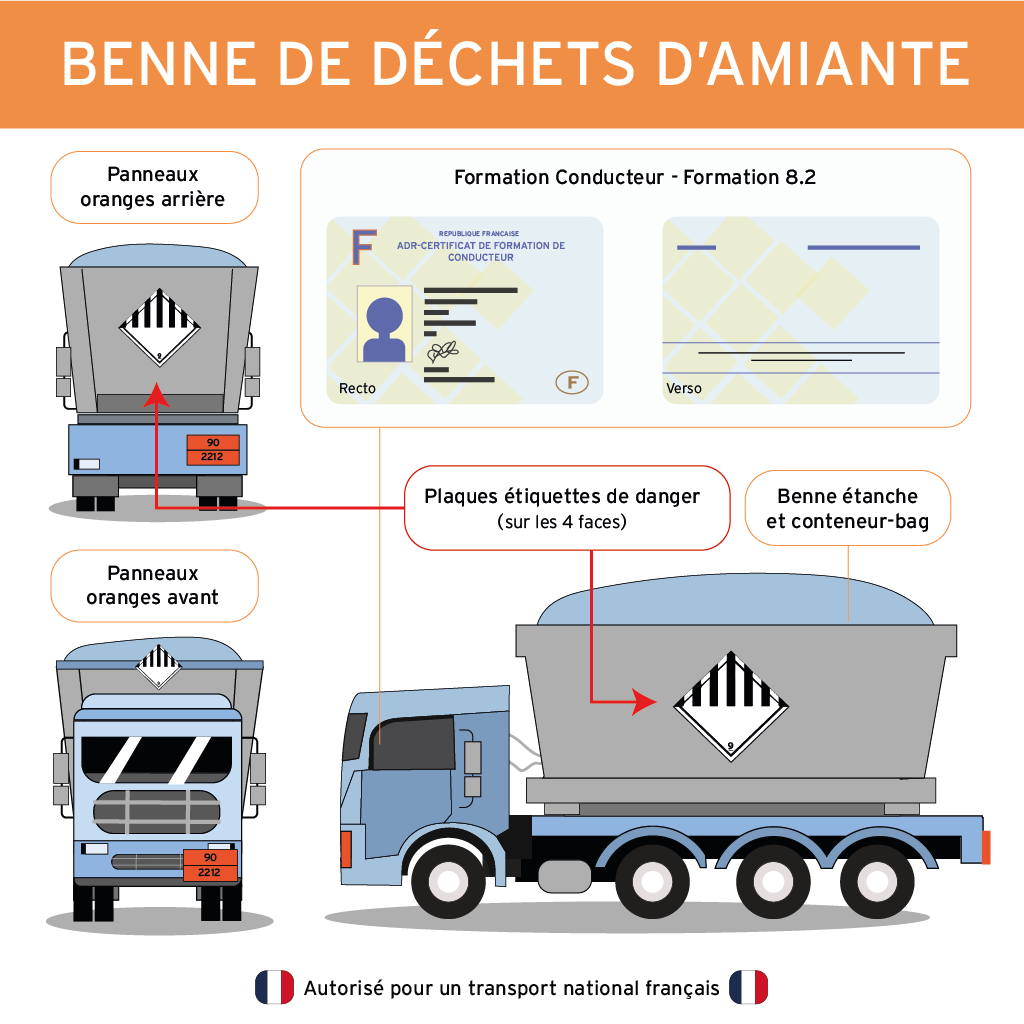 BENNE DE DÉCHETS D'AMIANTE
Panneaux
oranges arrière
Formation Conducteur - Formation 8.2
F
REPUBLIQUE FRANCAISE
ADR-CERTIFICAT DE FORMATION DE
CONDUCTEUR
Recto
F
Verso
9
90
2212
Plaques étiquettes de danger
(sur les 4 faces)
Benne étanche
et conteneur-bag
Panneaux
oranges avant
9
9
90
2212
Autorisé pour un transport national français